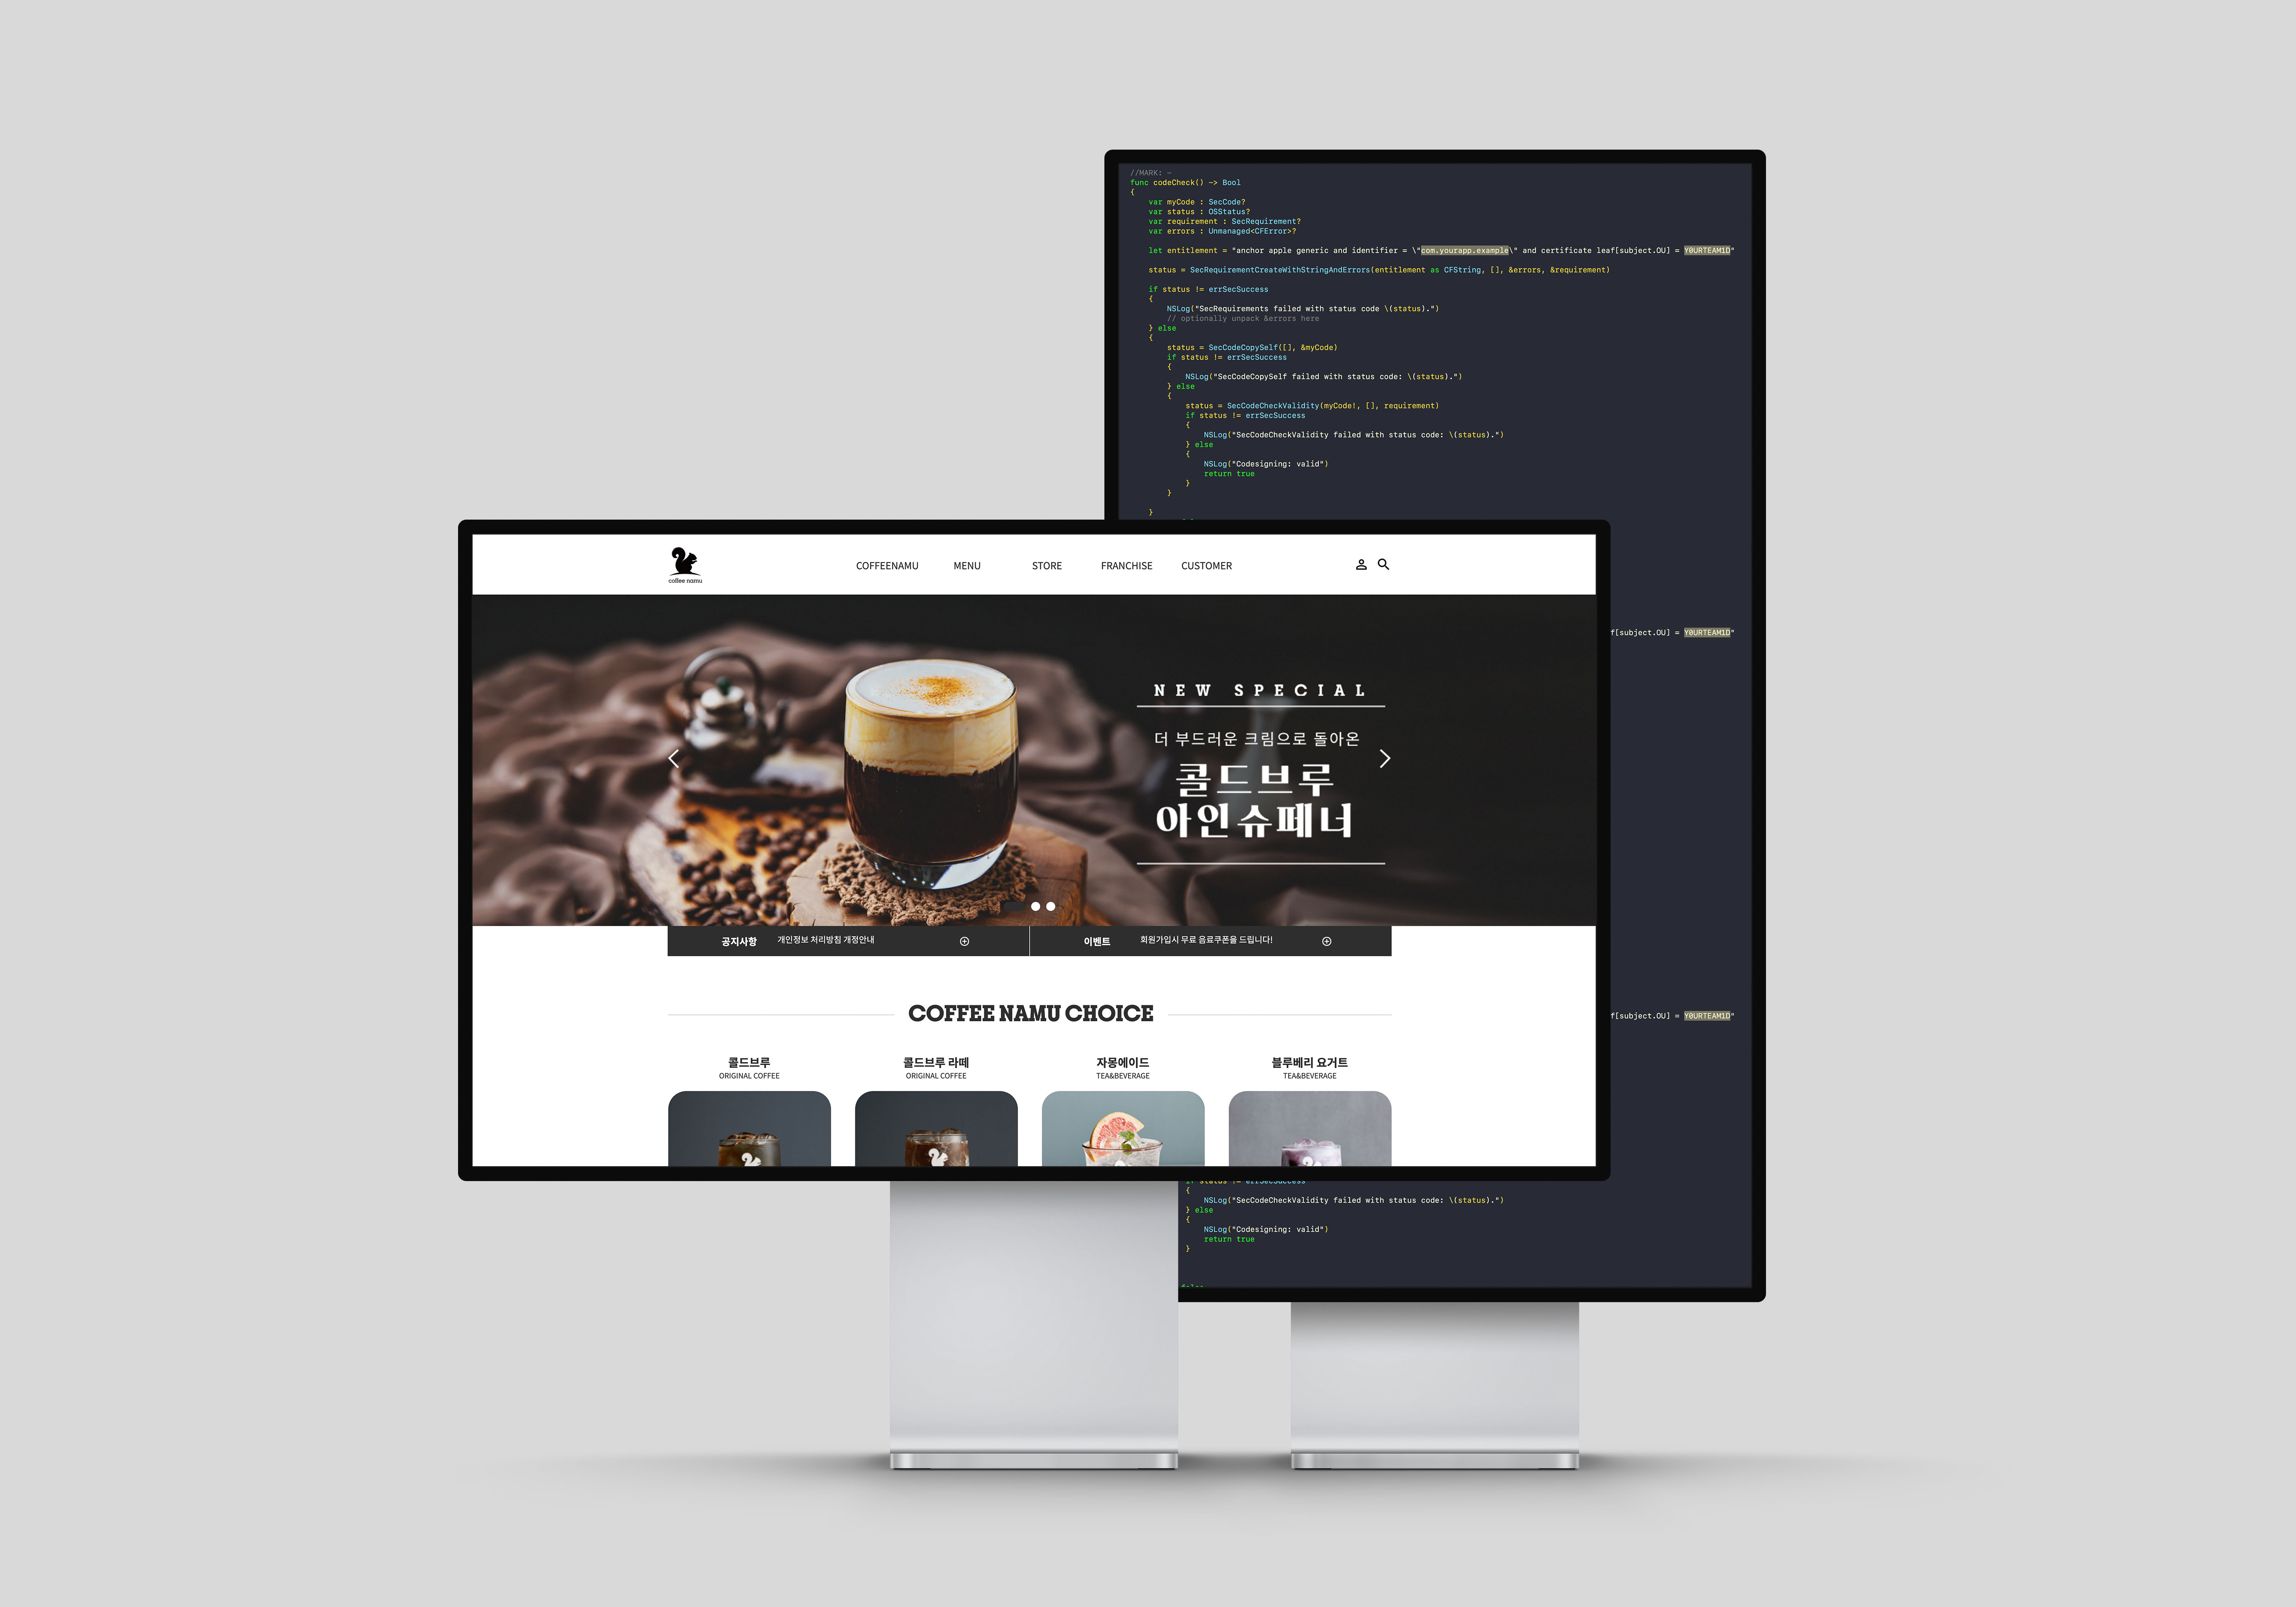 //MARK: -
func codeCheck() -> Bool
{
var myCode : SecCode?
var status : OSStatus?
var requirement : SecRequirement?
var errors : Unmanaged<CFError>?
let entitlement = "anchor apple generic and identifier = \"com.yourapp.example\" and certificate leaf[subject.OU] = Y0URTEAM1D"
status = SecRequirementCreateWithStringAndErrors(entitlement as CFString, [], &errors, &requirement)
if status != errSecSuccess
{
NSLog("SecRequirements failed with status code \(status).")
// optionally unpack &errors here
} else
{
status = SecCodeCopySelf([], &myCode)
if status != errSecSuccess
{
NSLog("SecCodeCopySelf failed with status code: \(status).")
} else
{
status = SecCodeCheckValidity(myCode!, [], requirement)
if status != errSecSuccess
{
NSLog("SecCodeCheckValidity failed with status code: \(status).")
} else
{
NSLog("Codesigning: valid")
return true
}
}
}
f[subject.OU] = Y0URTEAM1D"
f[subject.OU] = Y0URTEAM1D"
if status != errSecSuccess
{
NSLog("SecCodeCheckValidity failed with status code: \(status).")
} else
{
NSLog("Codesigning: valid")
return true
}
coffee namu
COFFEENAMU MENU STORE FRANCHISE CUSTOMER
NEW SPECIAL
더 부드러운 크림으로 돌아온
콜드브루
아인슈페너
공지사항 개인정보 처리방침 개정안내 이벤트 회원가입시 무료 음료쿠폰을 드립니다!
COFFEE NAMU CHOICE
콜드브루 콜드브루 라떼 자몽에이드 블루베리 요거트
ORIGINAL COFFEE ORIGINAL COFFEE TEA&BEVERAGE TEA&BEVERAGE